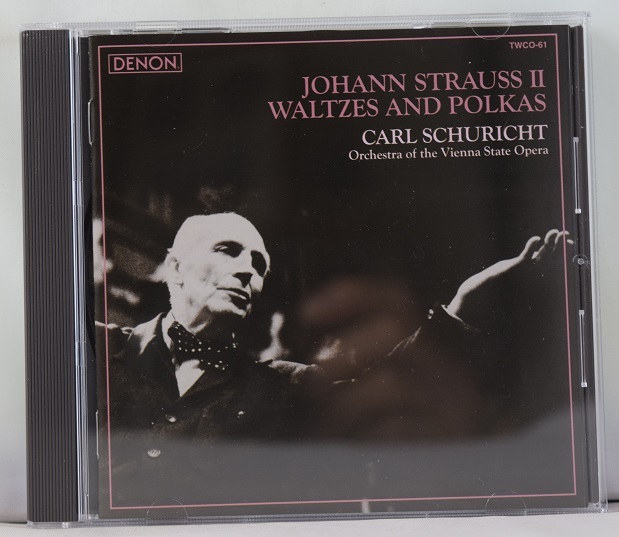 DENON
TWCO-61
JOHANN STRAUSS II
WALTZES AND POLKAS
CARL SCHURICHT
Orchestra of the Vienna State Opera